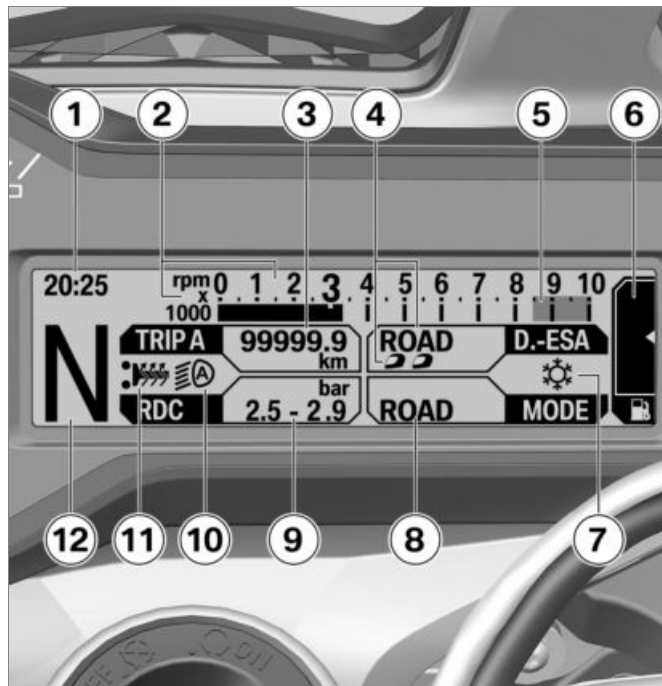 1 2 3 4 5 6
20:25 rpm 0 1 2 3 4 5 6 7 8 9 10
x
1000
TRIP A 99999.9 ROAD D.-ESA
km
N A
bar
RDC 2.5 - 2.9 ROAD MODE
12 11 10 9 8 7
OFF ON